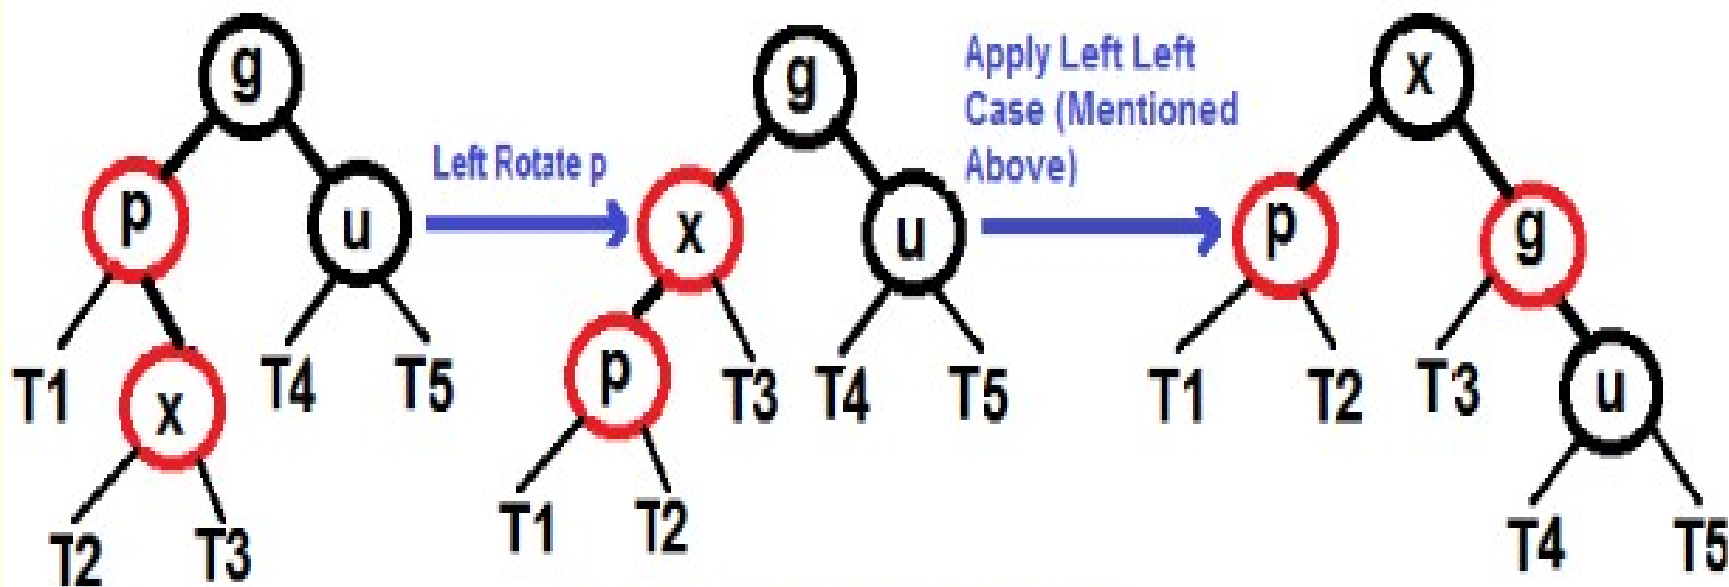 g
p
u
T1
x
T4
T5
T2
T3
Left Rotate p
g
x
u
p
T3
T4
T5
T1
T2
Apply Left Left
Case (Mentioned
Above)
x
p
g
T1
T2
T3
u
T4
T5